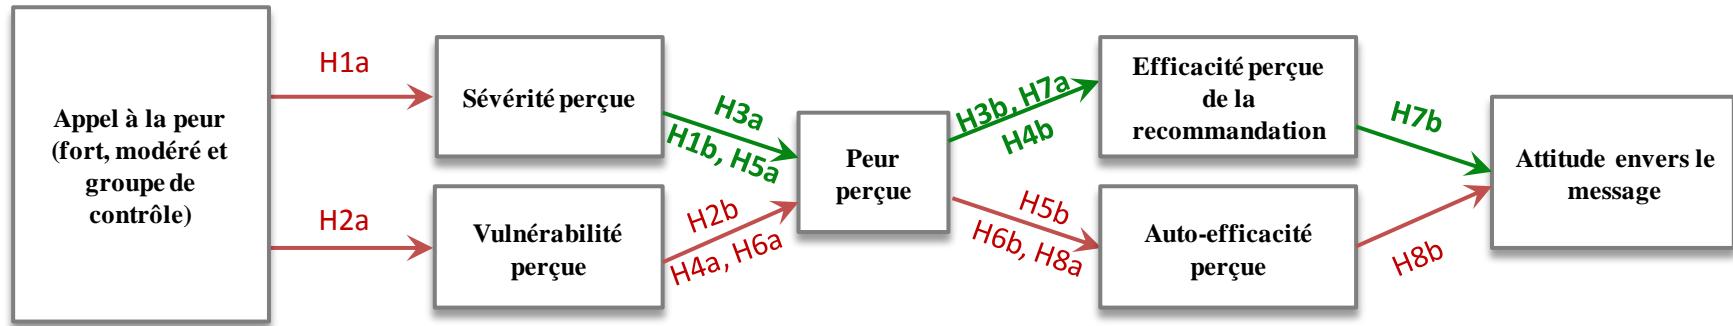 Appel à la peur
(fort, modéré et
groupe de
contrôle)
H1a
H2a
Sévérité perçue
Vulnérabilité
perçue
H3a
H1b, H5a
H2b
H4a, H6a
Peur
perçue
H3b, H7a
H4b
H5b
H6b, H8a
Efficacité perçue
de la
recommandation
Auto-efficacité
perçue
H7b
H8b
Attitude envers le
message